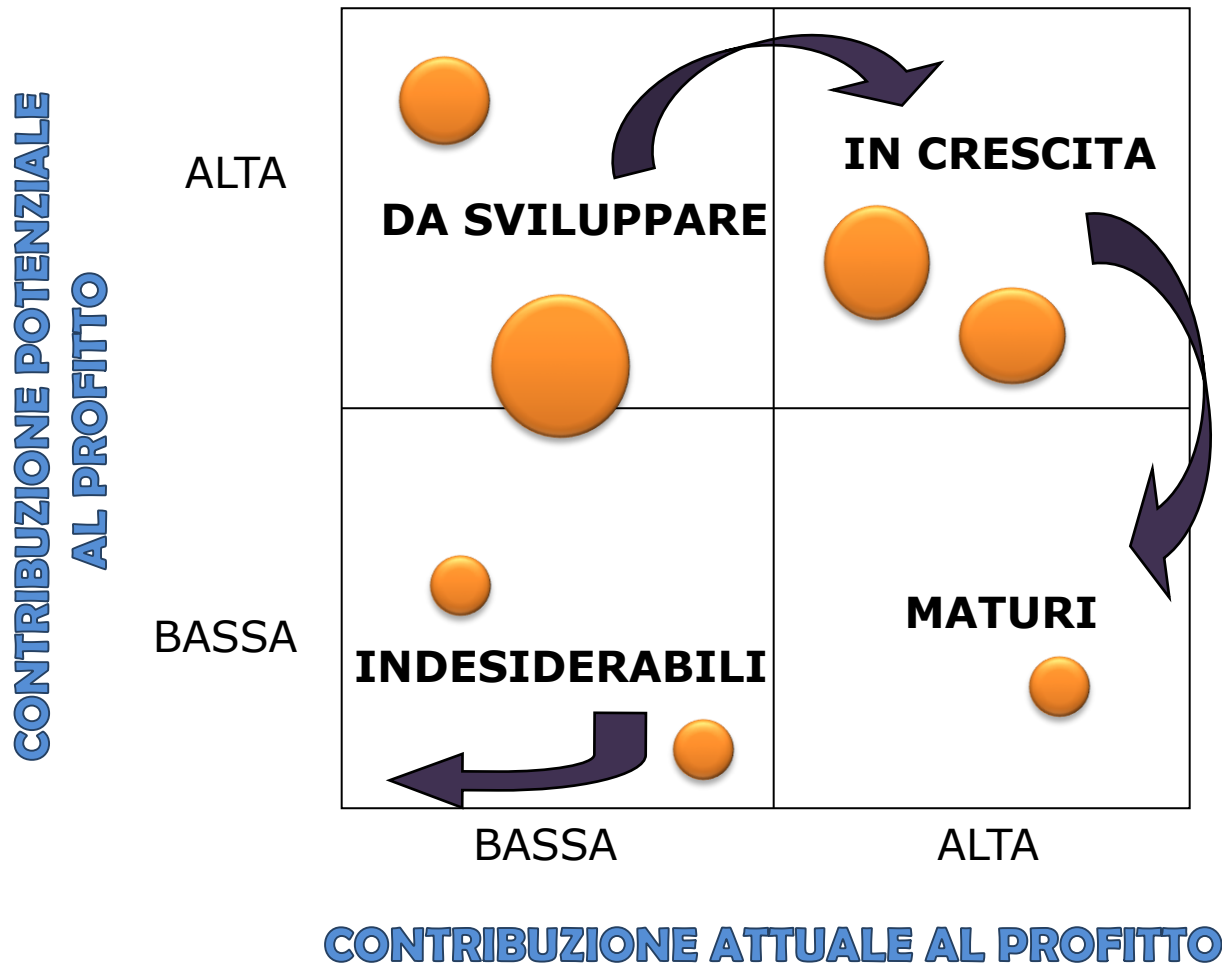 CONTRIBUZIONE POTENZIALE
AL PROFITTO
ALTA
BASSA
DA SVILUPPARE
IN CRESCITA
INDESIDERABILI
MATURI
BASSA
ALTA
CONTRIBUZIONE ATTUALE AL PROFITTO